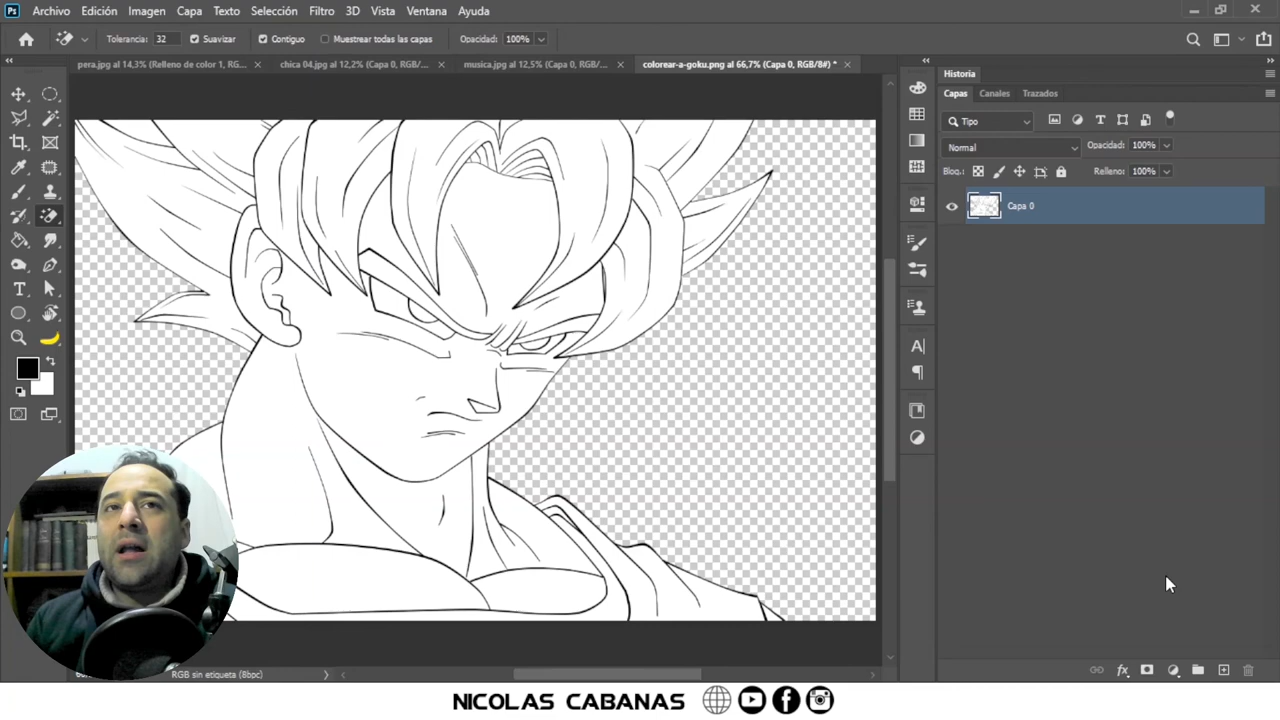 Ps Archivo Edición Imagen Capa Texto Selección Filtro 3D Vista Ventana Ayuda
Tolerancia: 32 Suavizar Contiguo Muestrear todas las capas Opacidad: 100%
pera.jpg al 14,3% (Relleno de color 1, RG... chica 04.jpg al 12,2% (Capa 0, RGB/... musica.jpg al 12,5% (Capa 0, RGB/... colorear-a-goku.png al 66,7% (Capa 0, RGB/8#) *
Historia
Capas Canales Trazados
Tipo
Normal Opacidad: 100%
Bloq.: Relleno: 100%
Capa 0
RGB sin etiqueta (8bpc)
NICOLAS CABANAS